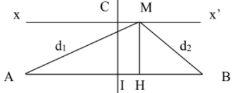 x C M x’
d₁ d₂
A I H B